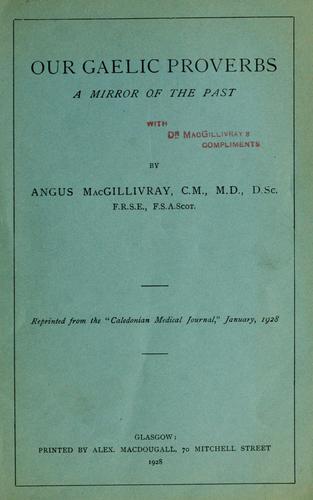 OUR GAELIC PROVERBS
A MIRROR OF THE PAST
WITH
DR MACGILLIVRAY'S
COMPLIMENTS
BY
ANGUS MACGILLIVRAY, C.M., M.D., D.Sc.
F.R.S.E., F.S.A.Scot.
Reprinted from the "Caledonian Medical Journal," January, 1928
GLASGOW:
PRINTED BY ALEX. MACDOUGALL, 70 MITCHELL STREET
1928